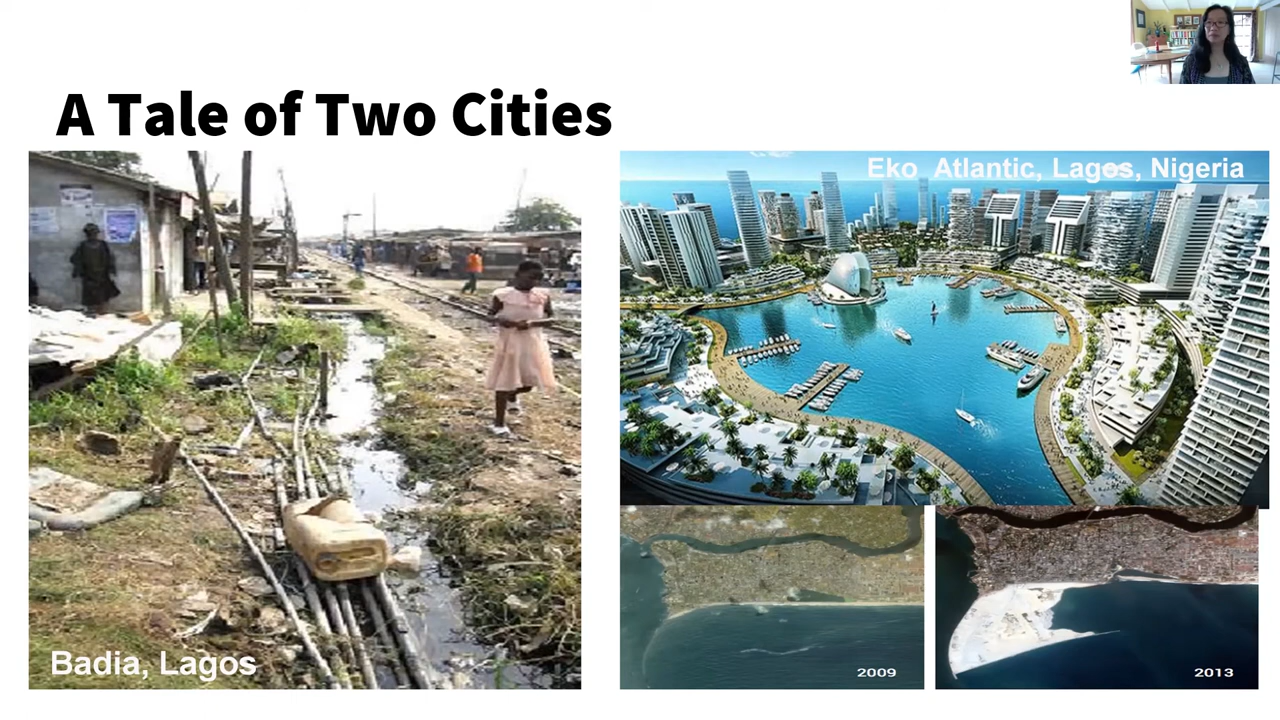 A Tale of Two Cities
Eko Atlantic, Lagos, Nigeria
Badia, Lagos
2009
2013